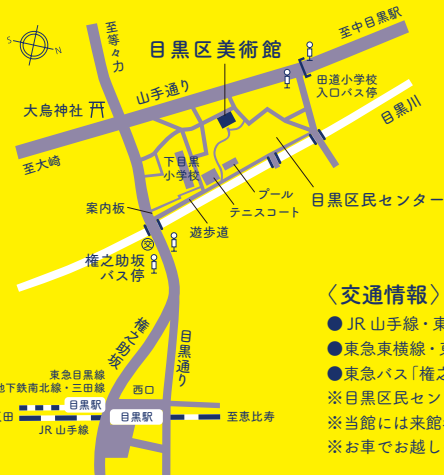 至等々力
S N
目黒区美術館
至中目黒駅
山手通り
田道小学校
入口バス停
大鳥神社
目黒川
至大崎
下目黒
小学校
プール
目黒区民センター
テニスコート
案内板
遊歩道
交
権之助坂
バス停
〈交通情報〉
権之助坂
目黒通り
●JR 山手線・東
●東急東横線・東
●東急バス「権之
※目黒区民セン
※当館には来館
※お車でお越し
東急目黒線
地下鉄南北線・三田線
西口
目黒駅
田
目黒駅
至恵比寿
JR 山手線